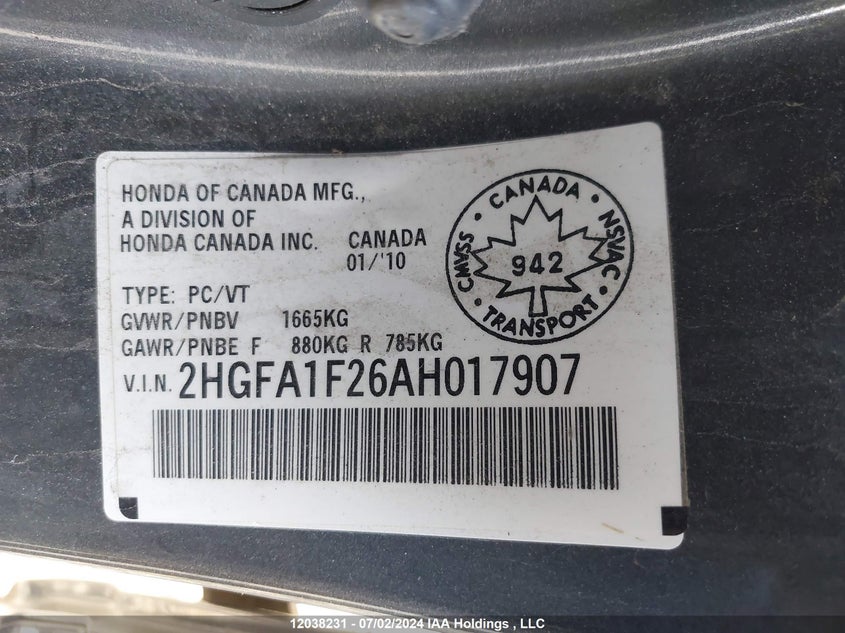 HONDA OF CANADA MFG.,
A DIVISION OF
HONDA CANADA INC. CANADA
01/'10
TYPE: PC/VT
GVWR/PNBV 1665KG
GAWR/PNBE F 880KG R 785KG
V.I.N. 2HGFA1F26AH017907
CMVSS · CANADA · NSVAC · TRANSPORT ·
942
12038231 - 07/02/2024 IAA Holdings , LLC